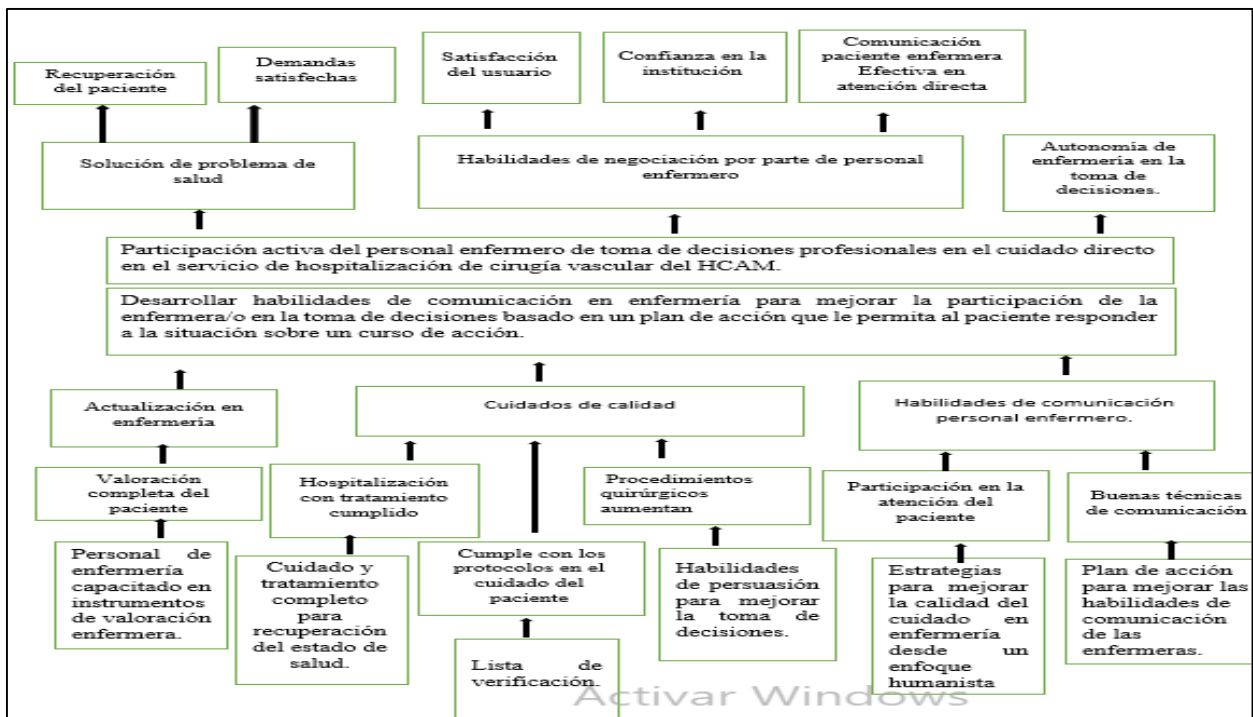 Recuperación
del paciente
Demandas
satisfechas
Satisfacción
del usuario
Confianza en la
institución
Comunicación
paciente enfermera
Efectiva en
atención directa
Solución de problema de
salud
Habilidades de negociación por parte de personal
enfermero
Autonomía de
enfermería en la
toma de
decisiones.
Participación activa del personal enfermero de toma de decisiones profesionales en el cuidado directo
en el servicio de hospitalización de cirugía vascular del HCAM.
Desarrollar habilidades de comunicación en enfermería para mejorar la participación de la
enfermera/o en la toma de decisiones basado en un plan de acción que le permita al paciente responder
a la situación sobre un curso de acción.
Actualización en
enfermería
Cuidados de calidad
Habilidades de comunicación
personal enfermero.
Valoración
completa del
paciente
Hospitalización
con tratamiento
cumplido
Procedimientos
quirúrgicos
aumentan
Participación en la
atención del
paciente
Buenas técnicas
de comunicación
Personal de
enfermería
capacitado en
instrumentos
de valoración
enfermera.
Cuidado y
tratamiento
completo
para
recuperación
del estado de
salud.
Cumple con los
protocolos en el
cuidado del
paciente
Habilidades
de persuasión
para mejorar
la toma de
decisiones.
Estrategias
para mejorar
la calidad del
cuidado en
enfermería
desde un
enfoque
humanista
Plan de acción
para mejorar las
habilidades de
comunicación
de las
enfermeras.
Lista de
verificación.
Activar Windows